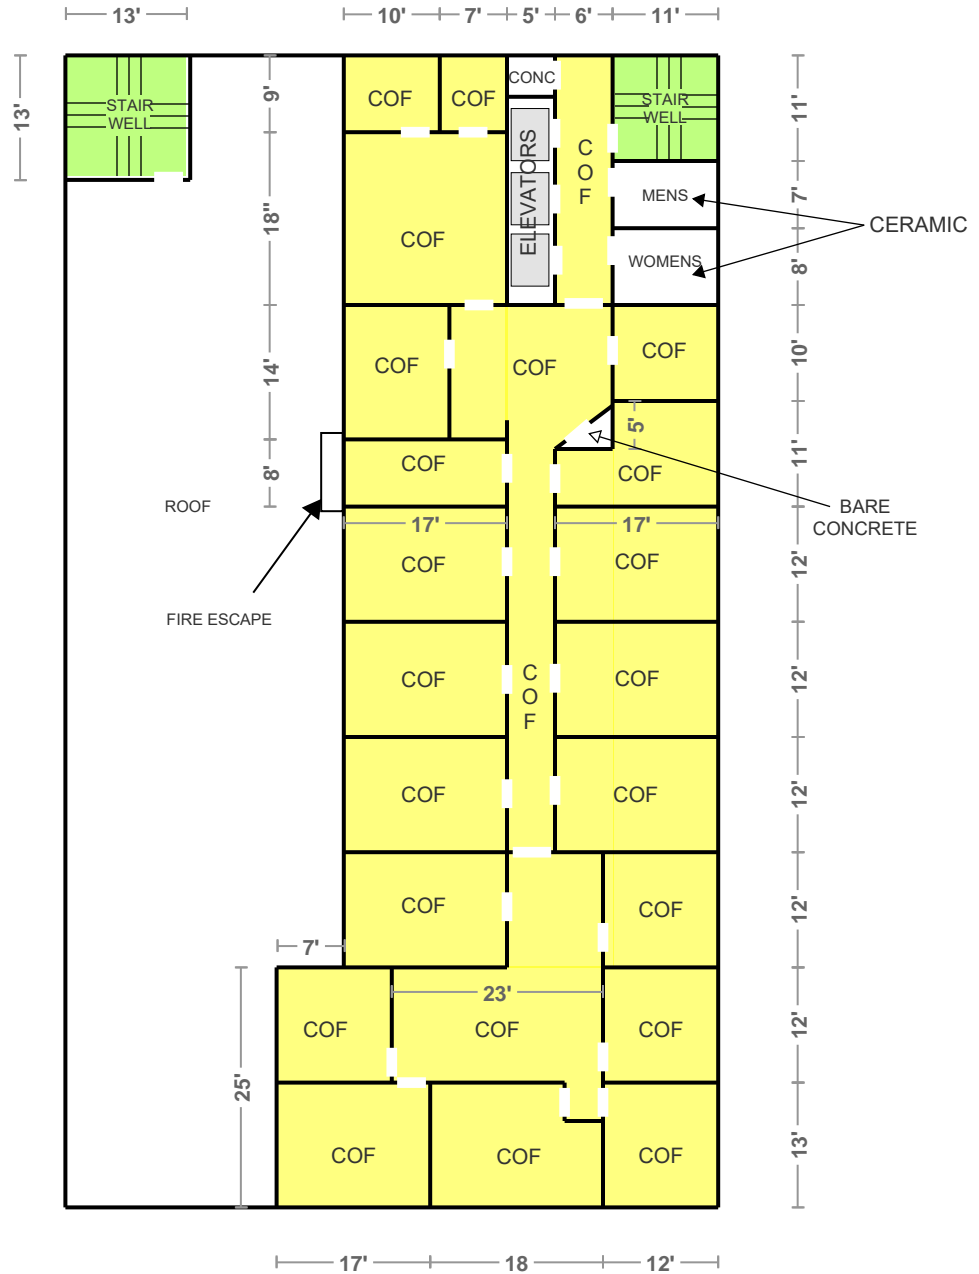 13'
10'
7'
5'
6'
11'
13'
STAIR
WELL
9'
COF
COF
CONC
ELEVATORS
C
O
F
STAIR
WELL
11'
MENS
7'
CERAMIC
18"
COF
WOMENS
8'
14'
COF
COF
COF
10'
5'
8'
COF
COF
11'
ROOF
BARE
CONCRETE
17'
17'
FIRE ESCAPE
COF
COF
12'
COF
C
O
F
COF
12'
COF
COF
12'
COF
COF
12'
7'
23'
COF
COF
COF
12'
25'
COF
COF
COF
13'
17'
18
12'